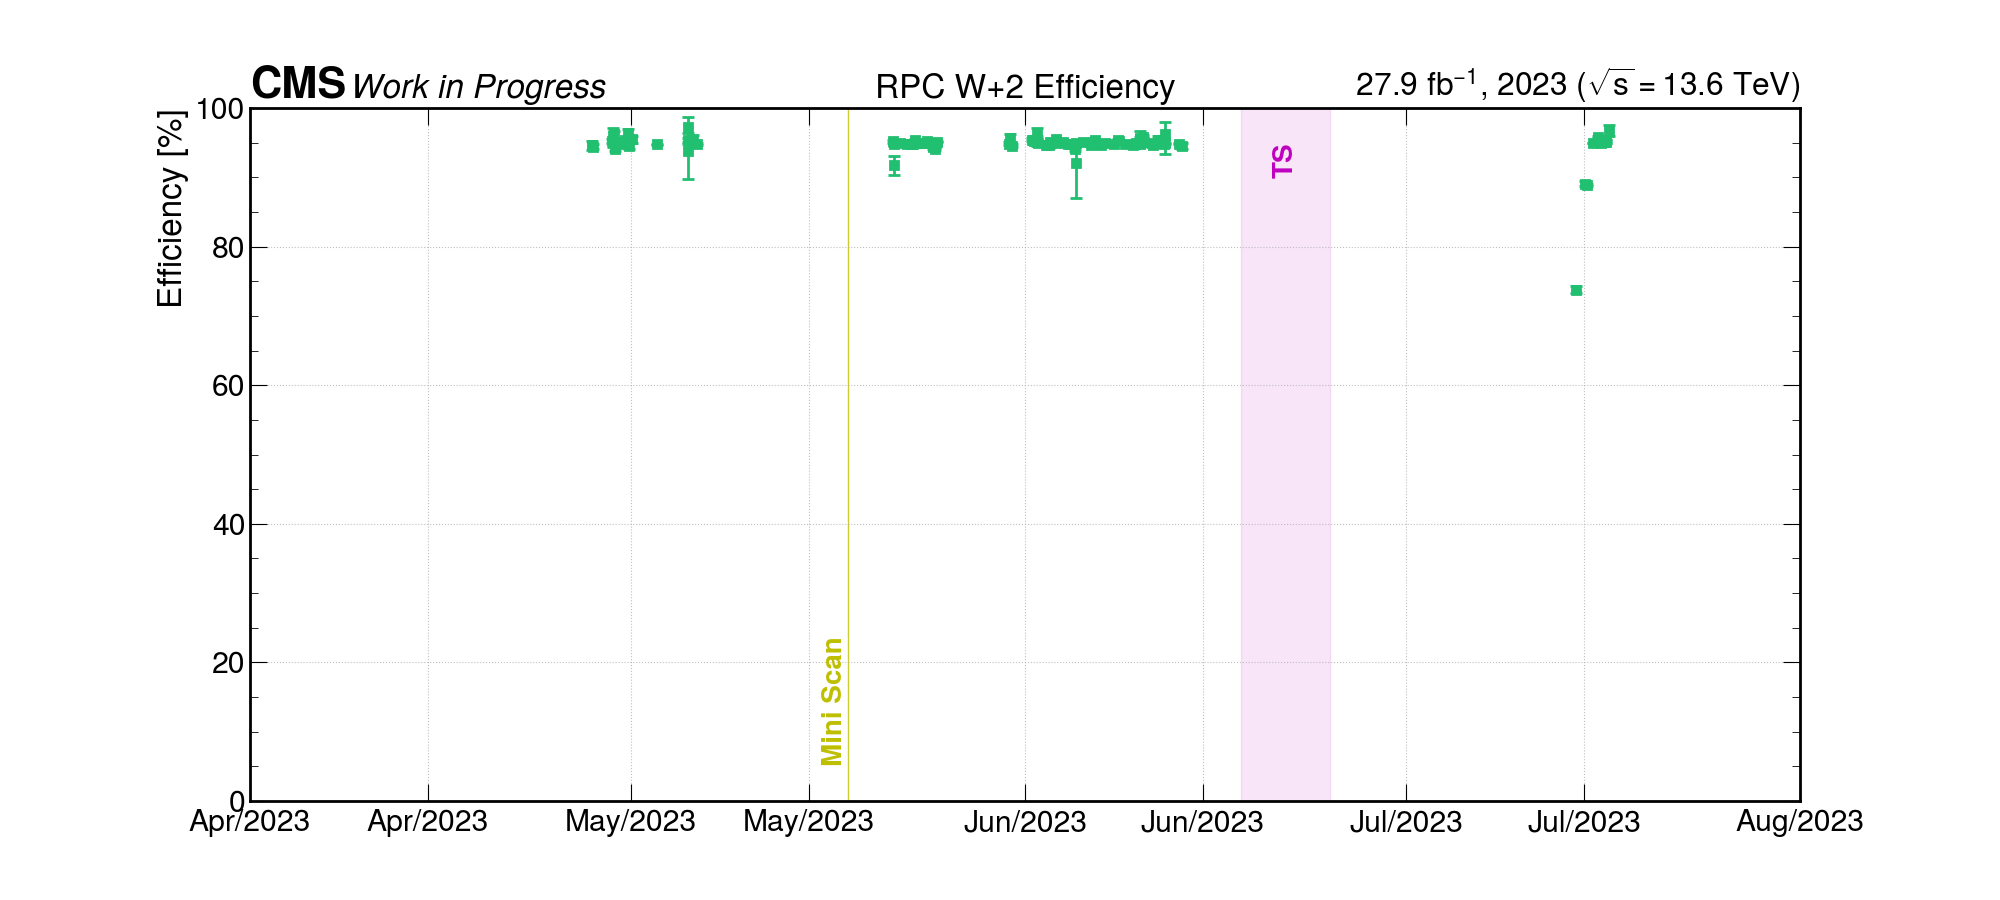 CMS Work in Progress RPC W+2 Efficiency 27.9 fb⁻¹, 2023 (√s = 13.6 TeV)
Efficiency [%]
100
80
60
40
20
0
TS
Mini Scan
Apr/2023 Apr/2023 May/2023 May/2023 Jun/2023 Jun/2023 Jul/2023 Jul/2023 Aug/2023